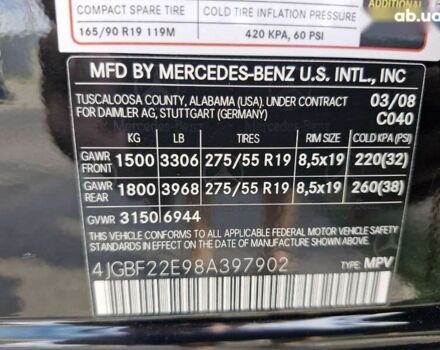 ADDITIONAL
ab.ua
COMPACT SPARE TIRE COLD TIRE INFLATION PRESSURE
165/90 R19 119M 420 KPA, 60 PSI
MFD BY MERCEDES-BENZ U.S. INTL., INC
TUSCALOOSA COUNTY, ALABAMA (USA). UNDER CONTRACT 03/08
FOR DAIMLER AG, STUTTGART (GERMANY) C040
KG LB TIRES RIM SIZE COLD KPA (PSI)
GAWR FRONT 1500 3306 275/55 R19 8,5x19 220(32)
GAWR REAR 1800 3968 275/55 R19 8,5x19 260(38)
GVWR 3150 6944
THIS VEHICLE CONFORMS TO ALL APPLICABLE FEDERAL MOTOR VEHICLE
SAFETY STANDARDS IN EFFECT ON THE DATE OF MANUFACTURE SHOWN ABOVE.
4JGBF22E98A397902 TYPE: MPV